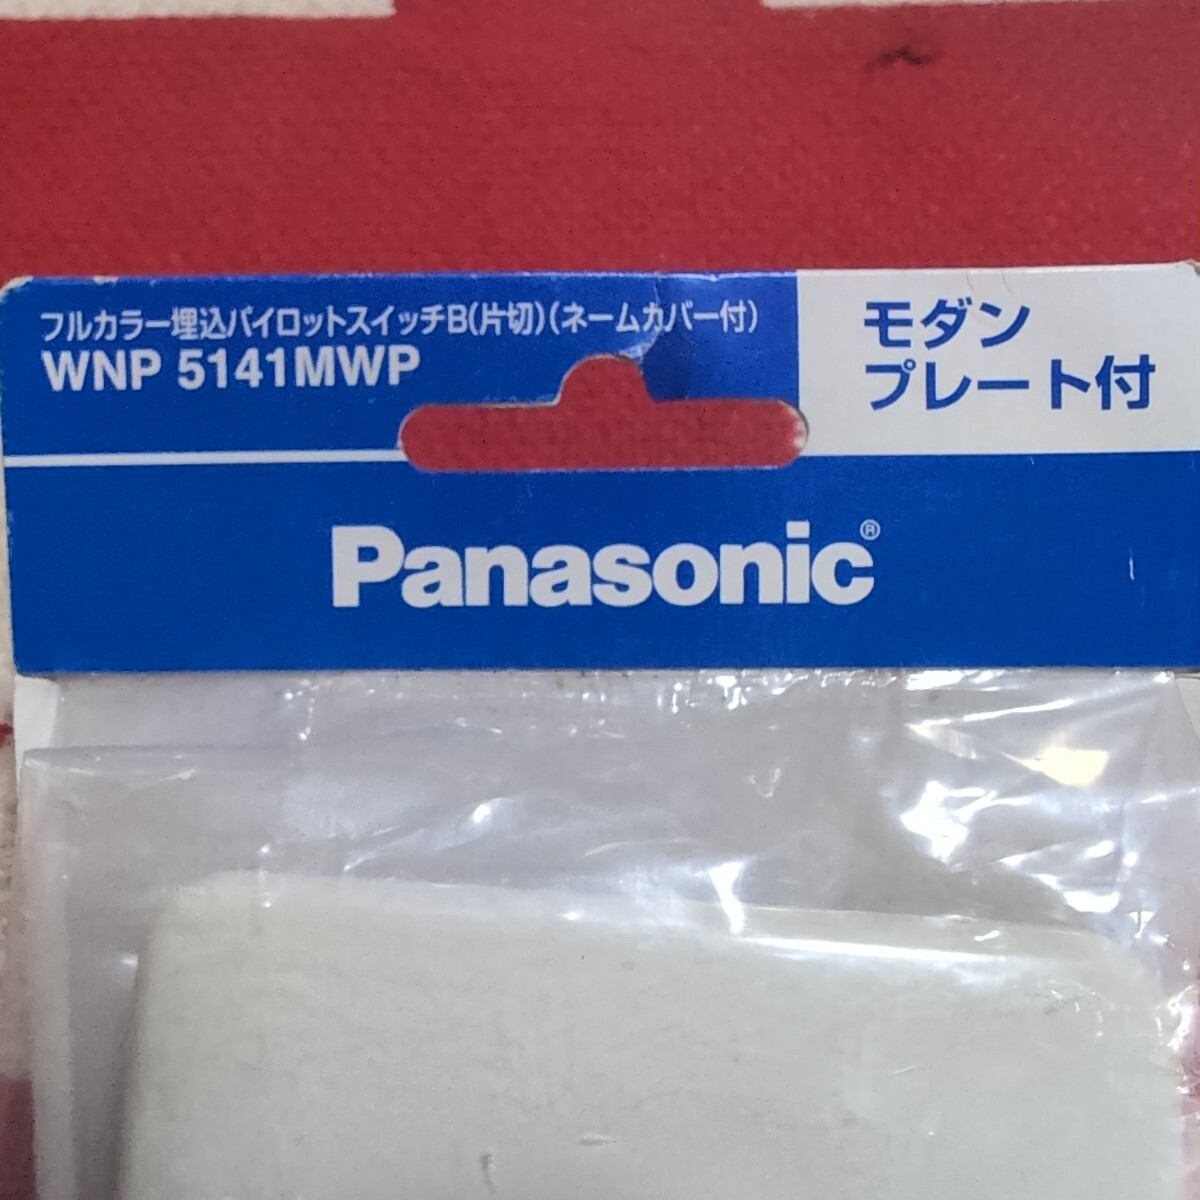 フルカラー埋込パイロットスイッチB(片切)(ネームカバー付)
WNP 5141MWP
モダン
プレート付
Panasonic®